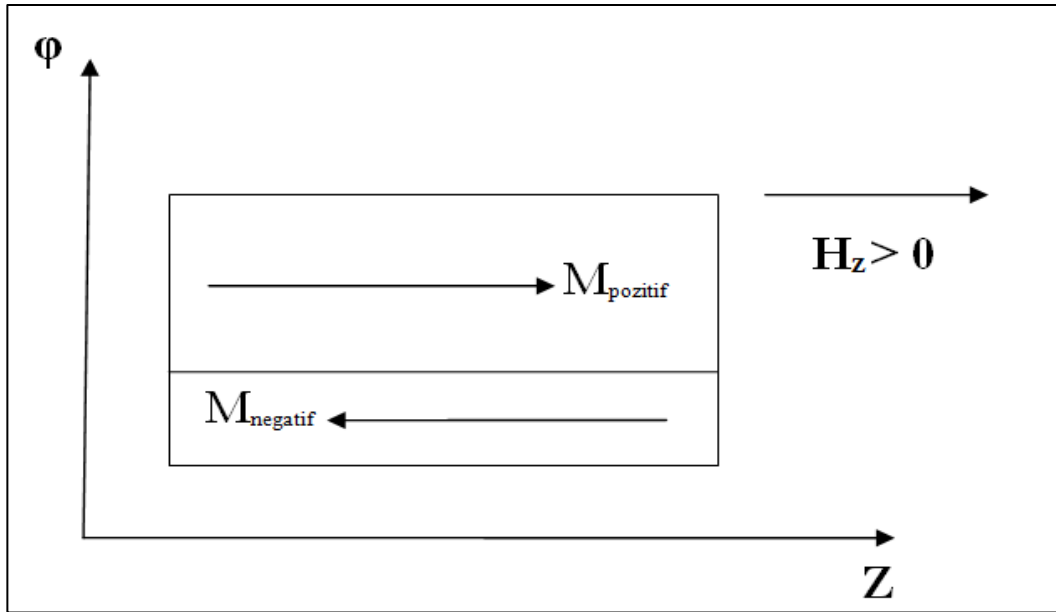 φ
Hz > 0
Mpozitif
Mnegatif
Z